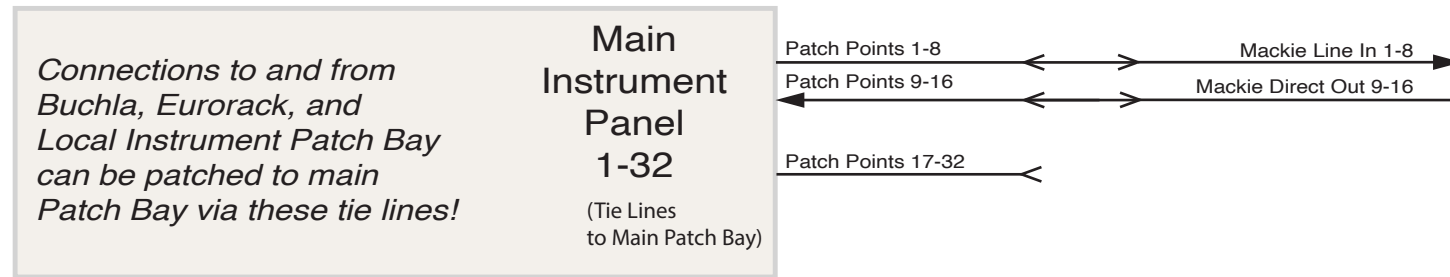 Connections to and from
Buchla, Eurorack, and
Local Instrument Patch Bay
can be patched to main
Patch Bay via these tie lines!
Main
Instrument
Panel
1-32
(Tie Lines
to Main Patch Bay)
Patch Points 1-8
Mackie Line In 1-8
Patch Points 9-16
Mackie Direct Out 9-16
Patch Points 17-32